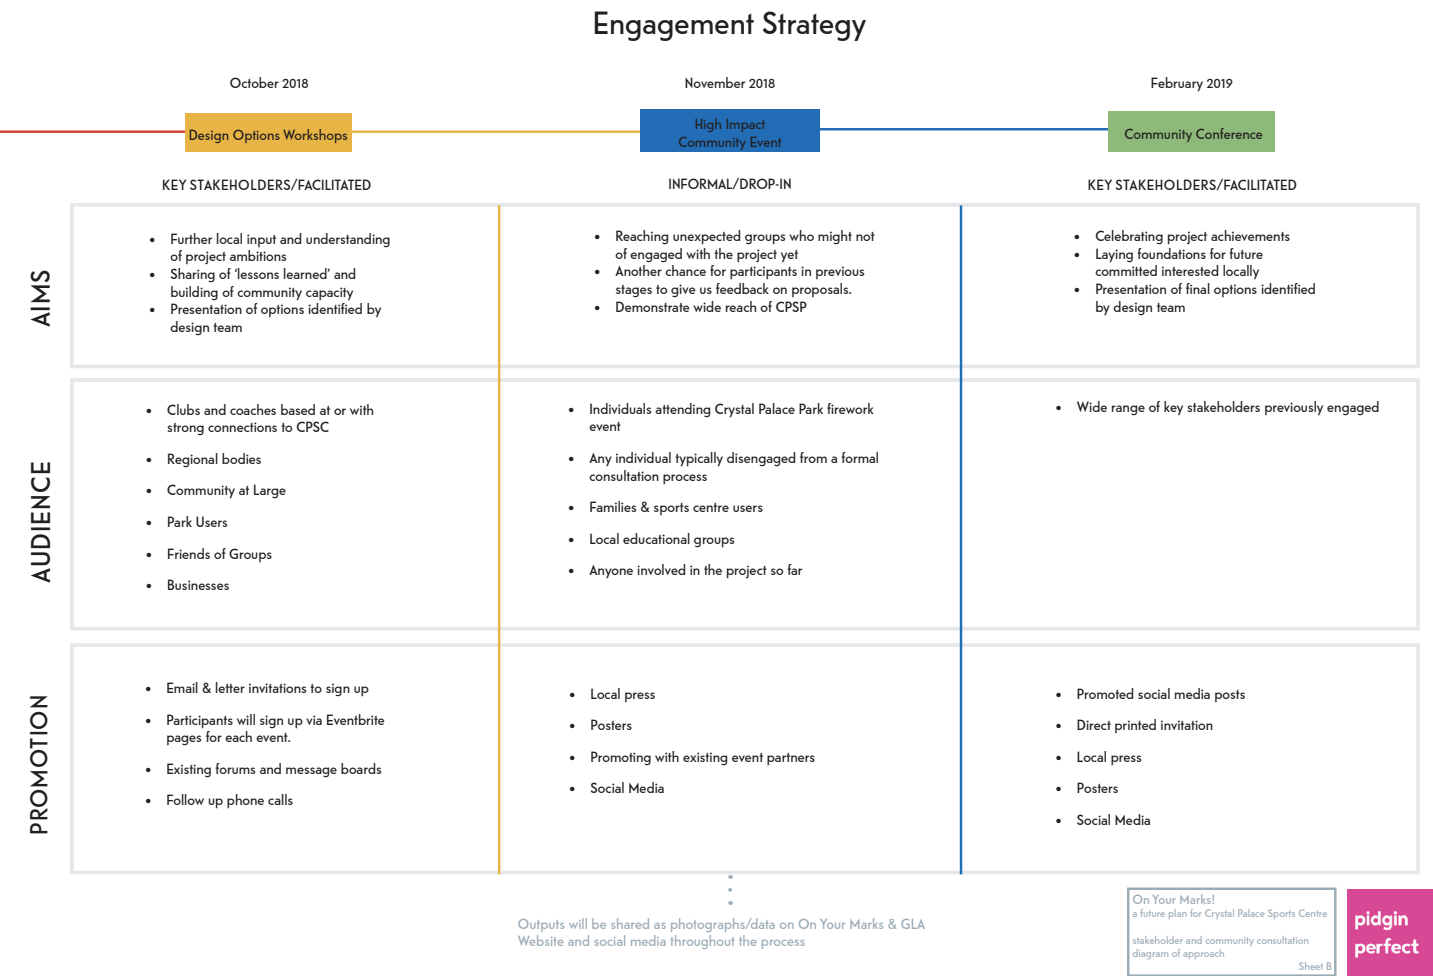 Engagement Strategy
October 2018
November 2018
February 2019
Design Options Workshops
High Impact
Community Event
Community Conference
KEY STAKEHOLDERS/FACILITATED
INFORMAL/DROP-IN
KEY STAKEHOLDERS/FACILITATED
AIMS
• Further local input and understanding
of project ambitions
• Sharing of 'lessons learned' and
building of community capacity
• Presentation of options identified by
design team
• Reaching unexpected groups who might not
of engaged with the project yet
• Another chance for participants in previous
stages to give us feedback on proposals.
• Demonstrate wide reach of CPSP
• Celebrating project achievements
• Laying foundations for future
committed interested locally
• Presentation of final options identified
by design team
AUDIENCE
• Clubs and coaches based at or with
strong connections to CPSC
• Regional bodies
• Community at Large
• Park Users
• Friends of Groups
• Businesses
• Individuals attending Crystal Palace Park firework
event
• Any individual typically disengaged from a formal
consultation process
• Families & sports centre users
• Local educational groups
• Anyone involved in the project so far
• Wide range of key stakeholders previously engaged
PROMOTION
• Email & letter invitations to sign up
• Participants will sign up via Eventbrite
pages for each event.
• Existing forums and message boards
• Follow up phone calls
• Local press
• Posters
• Promoting with existing event partners
• Social Media
• Promoted social media posts
• Direct printed invitation
• Local press
• Posters
• Social Media
Outputs will be shared as photographs/data on On Your Marks & GLA
Website and social media throughout the process
On Your Marks!
a future plan for Crystal Palace Sports Centre
stakeholder and community consultation
diagram of approach
Sheet B
pidgin
perfect